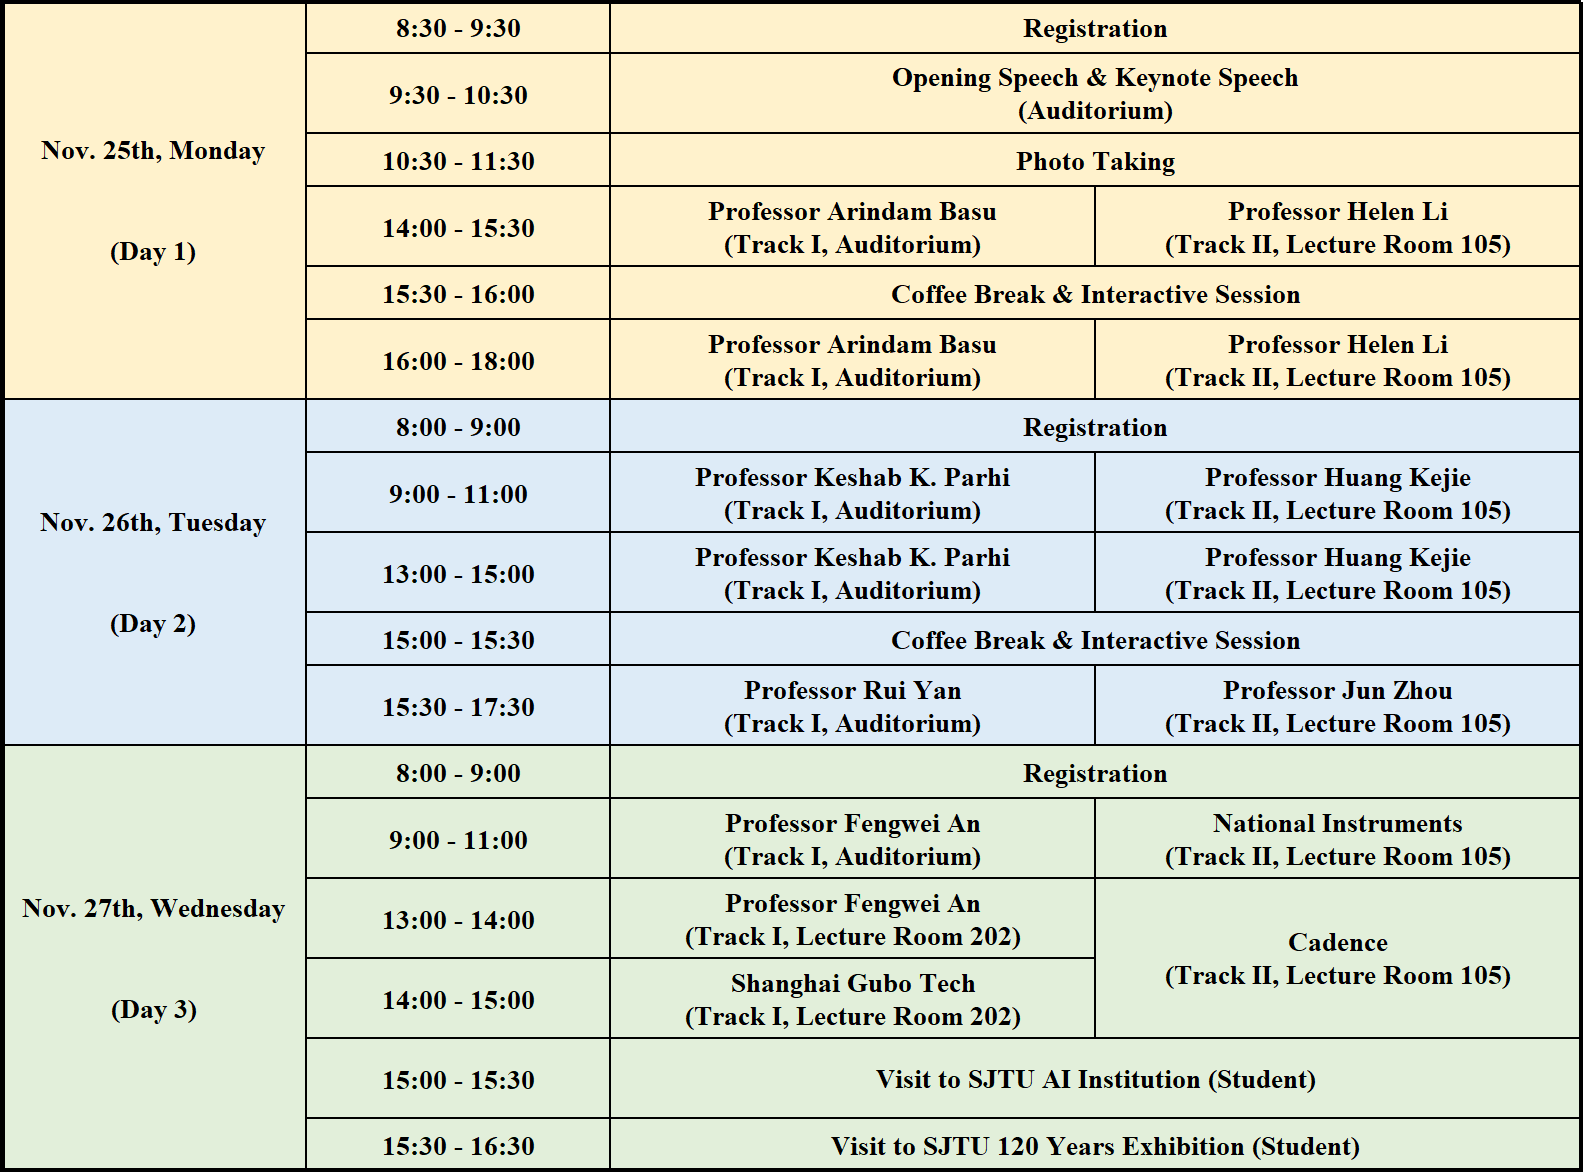 Nov. 25th, Monday
(Day 1)
8:30 - 9:30
Registration
9:30 - 10:30
Opening Speech & Keynote Speech
(Auditorium)
10:30 - 11:30
Photo Taking
14:00 - 15:30
Professor Arindam Basu
(Track I, Auditorium)
Professor Helen Li
(Track II, Lecture Room 105)
15:30 - 16:00
Coffee Break & Interactive Session
16:00 - 18:00
Professor Arindam Basu
(Track I, Auditorium)
Professor Helen Li
(Track II, Lecture Room 105)
Nov. 26th, Tuesday
(Day 2)
8:00 - 9:00
Registration
9:00 - 11:00
Professor Keshab K. Parhi
(Track I, Auditorium)
Professor Huang Kejie
(Track II, Lecture Room 105)
13:00 - 15:00
Professor Keshab K. Parhi
(Track I, Auditorium)
Professor Huang Kejie
(Track II, Lecture Room 105)
15:00 - 15:30
Coffee Break & Interactive Session
15:30 - 17:30
Professor Rui Yan
(Track I, Auditorium)
Professor Jun Zhou
(Track II, Lecture Room 105)
Nov. 27th, Wednesday
(Day 3)
8:00 - 9:00
Registration
9:00 - 11:00
Professor Fengwei An
(Track I, Auditorium)
National Instruments
(Track II, Lecture Room 105)
13:00 - 14:00
Professor Fengwei An
(Track I, Lecture Room 202)
Cadence
(Track II, Lecture Room 105)
14:00 - 15:00
Shanghai Gubo Tech
(Track I, Lecture Room 202)
15:00 - 15:30
Visit to SJTU AI Institution (Student)
15:30 - 16:30
Visit to SJTU 120 Years Exhibition (Student)